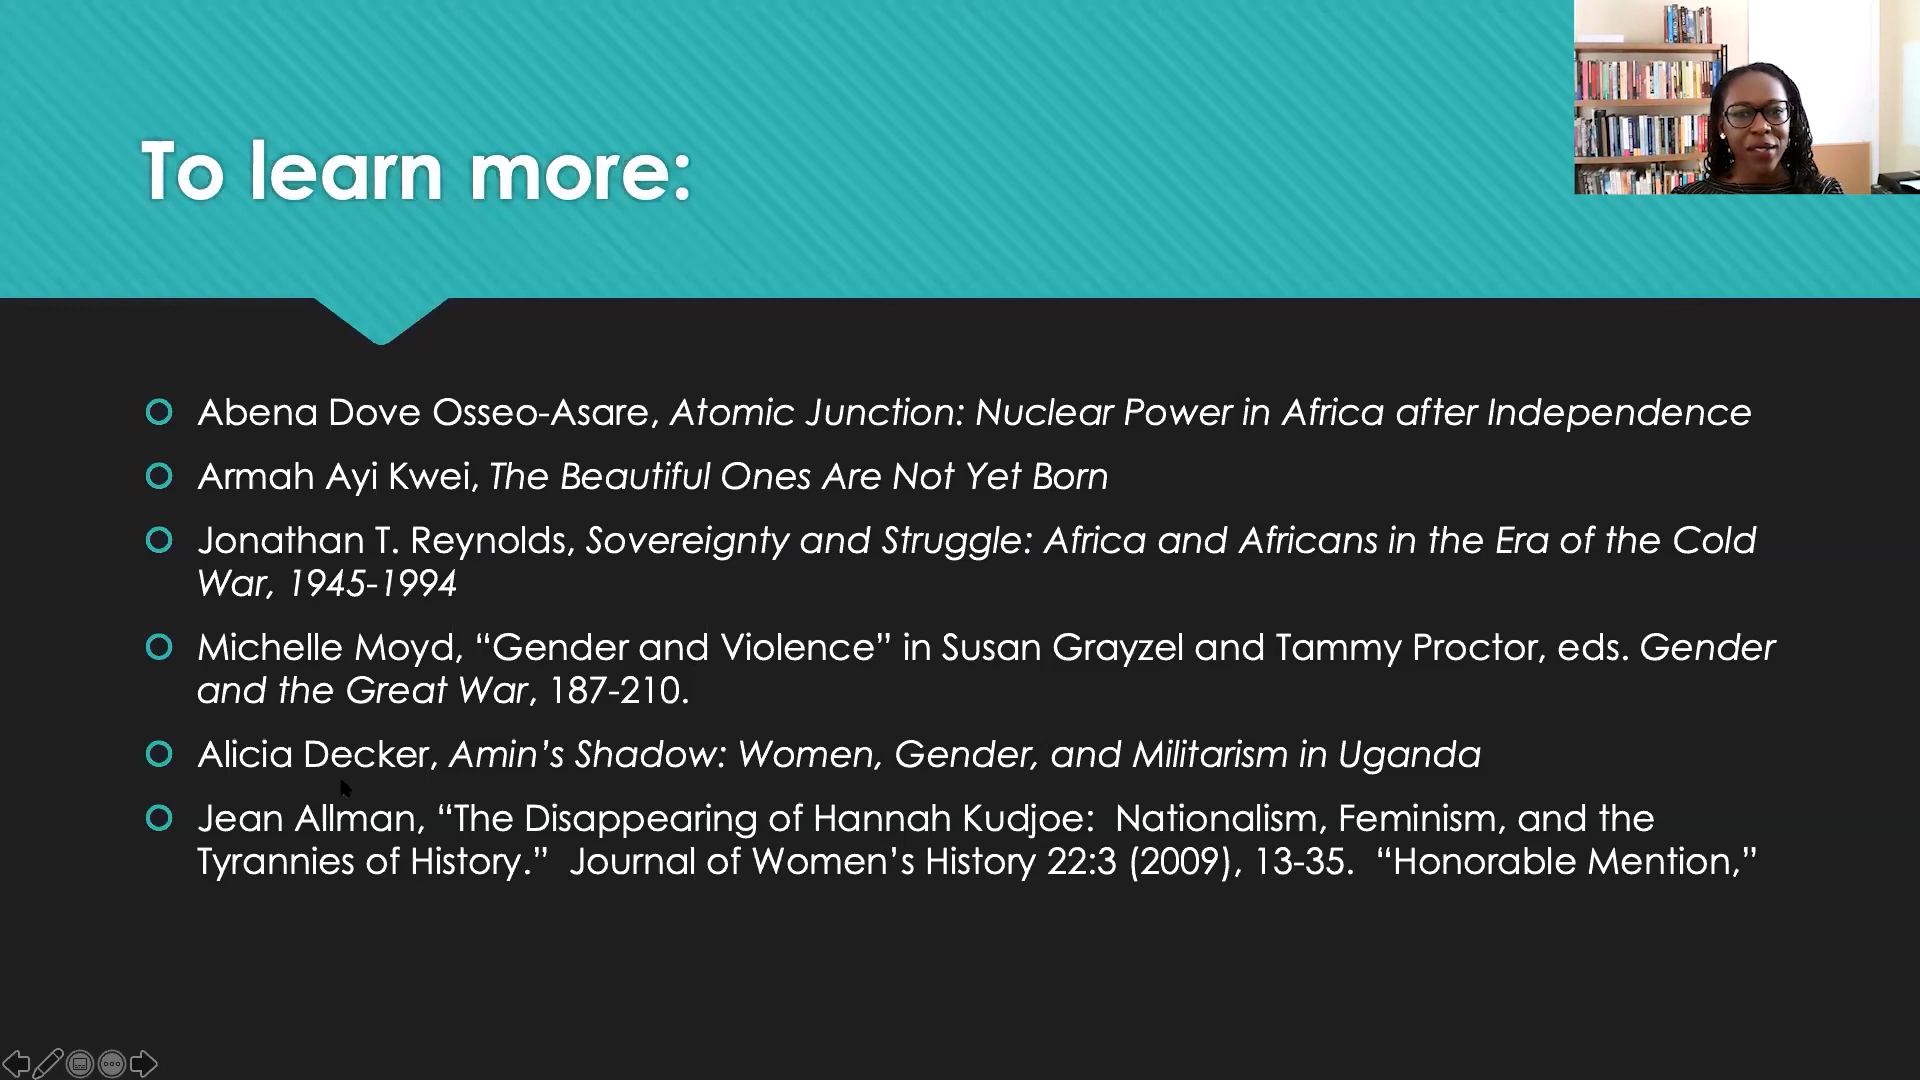 To learn more:
Abena Dove Osseo-Asare, Atomic Junction: Nuclear Power in Africa after Independence
Armah Ayi Kwei, The Beautiful Ones Are Not Yet Born
Jonathan T. Reynolds, Sovereignty and Struggle: Africa and Africans in the Era of the Cold
War, 1945-1994
Michelle Moyd, “Gender and Violence” in Susan Grayzel and Tammy Proctor, eds. Gender
and the Great War, 187-210.
Alicia Decker, Amin’s Shadow: Women, Gender, and Militarism in Uganda
Jean Allman, “The Disappearing of Hannah Kudjoe:  Nationalism, Feminism, and the
Tyrannies of History.”  Journal of Women’s History 22:3 (2009), 13-35.  “Honorable Mention,”